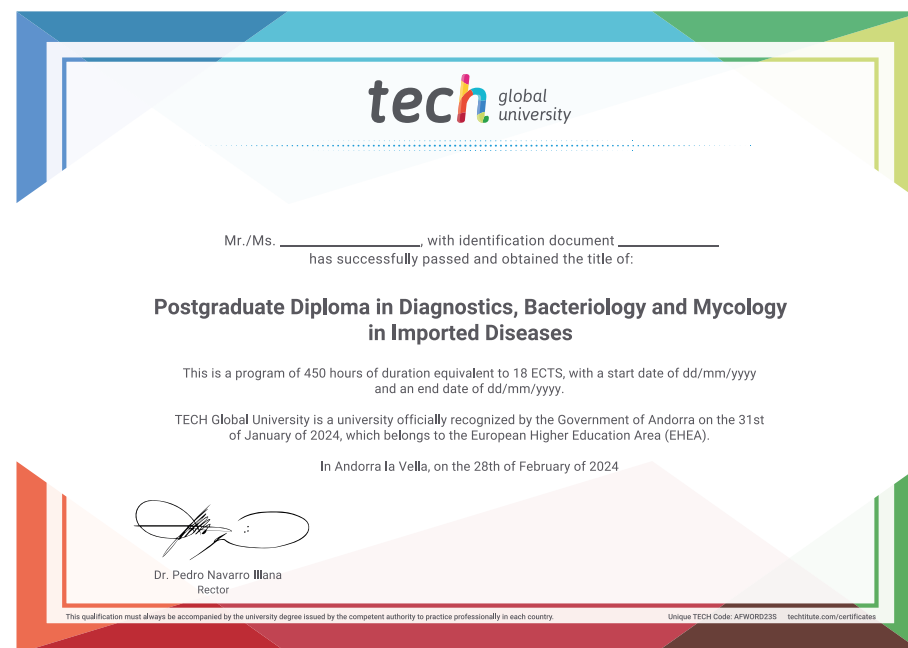 tech global university
Mr./Ms. ____________, with identification document ____________
has successfully passed and obtained the title of:
Postgraduate Diploma in Diagnostics, Bacteriology and Mycology
in Imported Diseases
This is a program of 450 hours of duration equivalent to 18 ECTS, with a start date of dd/mm/yyyy
and an end date of dd/mm/yyyy.
TECH Global University is a university officially recognized by the Government of Andorra on the 31st
of January of 2024, which belongs to the European Higher Education Area (EHEA).
In Andorra la Vella, on the 28th of February of 2024
Dr. Pedro Navarro Illana
Rector
This qualification must always be accompanied by the university degree issued by the competent authority to practice professionally in each country.
Unique TECH Code: AFWORD23S techtitute.com/certificates